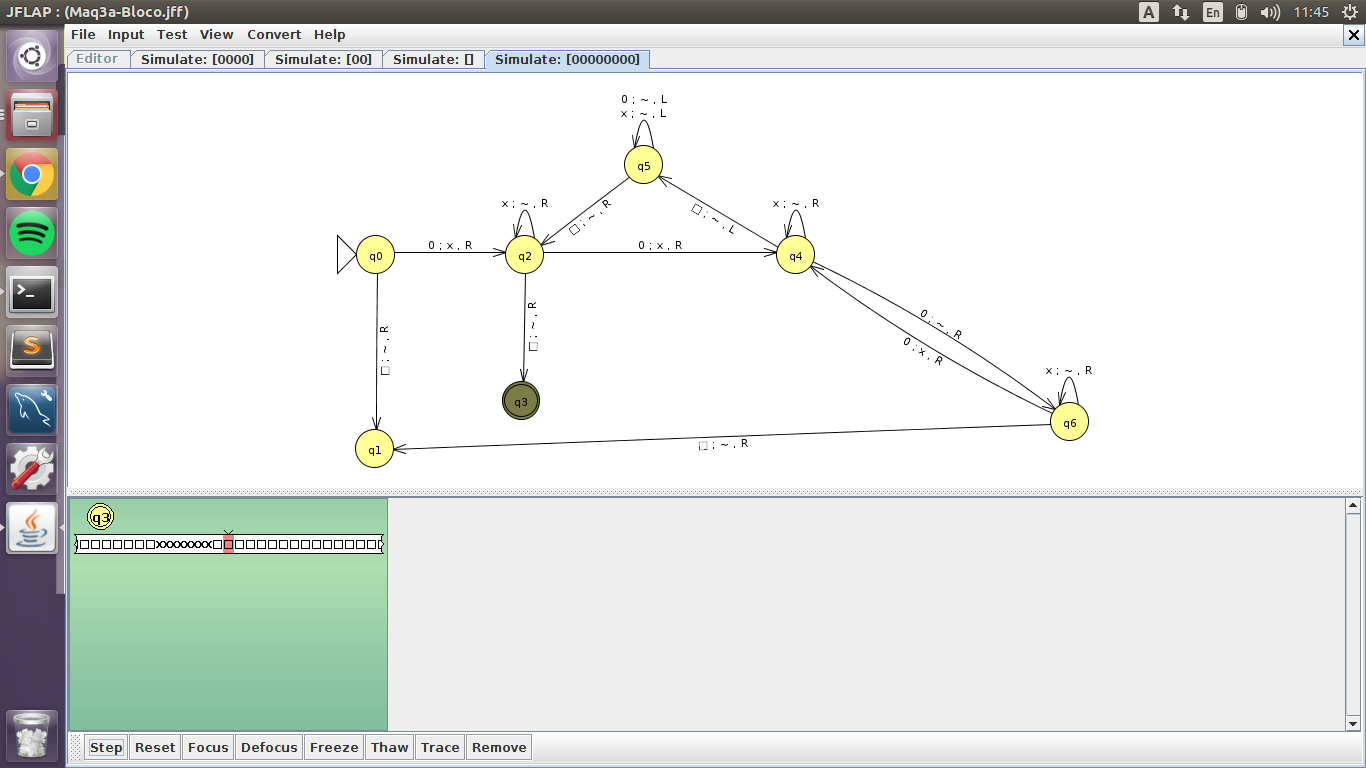 JFLAP : (Maq3a-Bloco.jff)
A En 11:45
File Input Test View Convert Help
Editor Simulate: [0000] Simulate: [00] Simulate: [] Simulate: [00000000]
0 ; ~ , L
x ; ~ , L
q5
x ; ~ , R
x ; ~ , R
□ ; ~ , R
□ ; ~ , L
q0
0 ; x , R
q2
0 ; x , R
q4
□ ; ~ , R
□ ; ~ , R
0 ; ~ , R
0 ; x , R
x ; ~ , R
q3
q1
□ ; ~ , R
q6
q3
□□□□□□□xxxxxxxx□□□□□□□□□□□□□□□□
Step Reset Focus Defocus Freeze Thaw Trace Remove